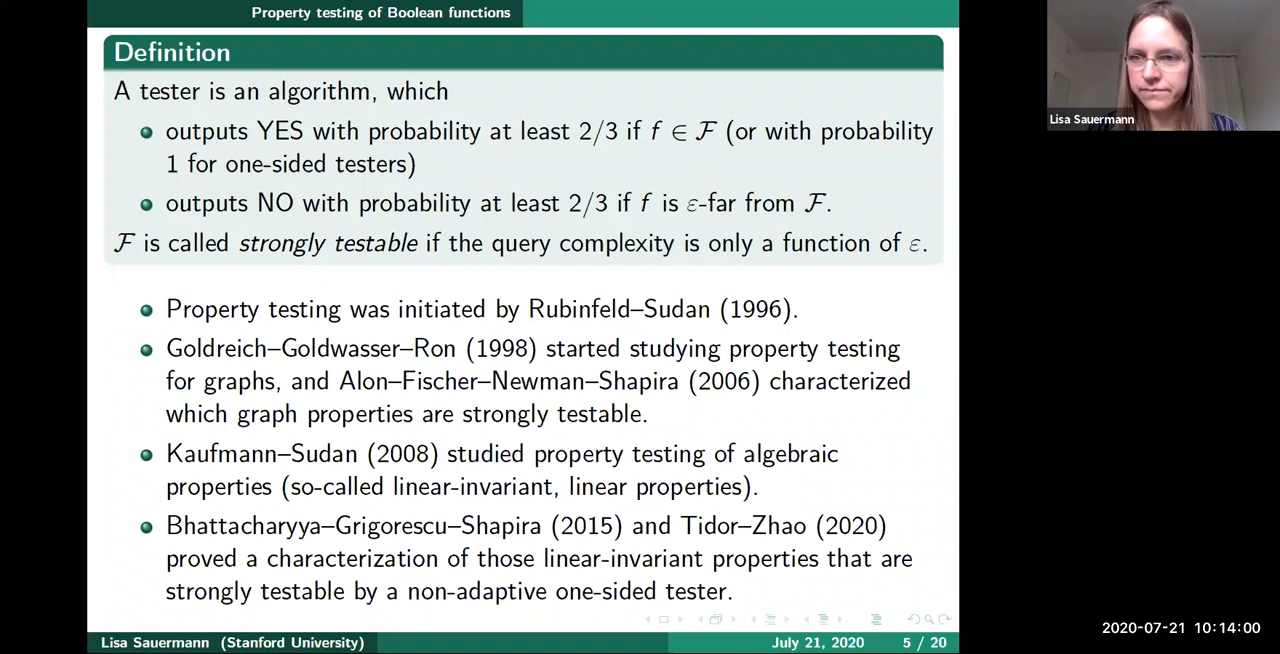 Property testing of Boolean functions
Definition
A tester is an algorithm, which
outputs YES with probability at least 2/3 if f ∈ ℱ (or with probability
1 for one-sided testers)
outputs NO with probability at least 2/3 if f is ε-far from ℱ.
ℱ is called strongly testable if the query complexity is only a function of ε.
Property testing was initiated by Rubinfeld–Sudan (1996).
Goldreich–Goldwasser–Ron (1998) started studying property testing
for graphs, and Alon–Fischer–Newman–Shapira (2006) characterized
which graph properties are strongly testable.
Kaufmann–Sudan (2008) studied property testing of algebraic
properties (so-called linear-invariant, linear properties).
Bhattacharyya–Grigorescu–Shapira (2015) and Tidor–Zhao (2020)
proved a characterization of those linear-invariant properties that are
strongly testable by a non-adaptive one-sided tester.
Lisa Sauermann (Stanford University) July 21, 2020 5 / 20
Lisa Sauermann
2020-07-21 10:14:00